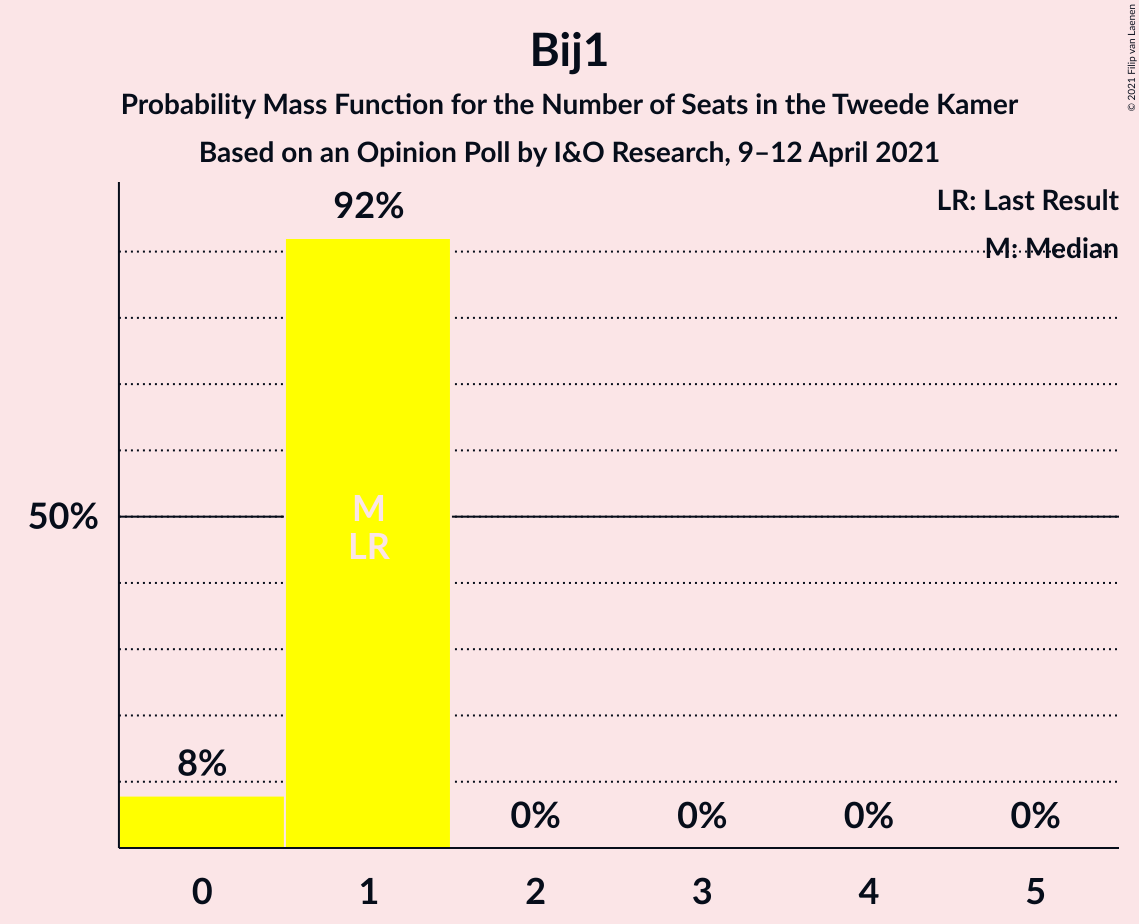 Bij1
Probability Mass Function for the Number of Seats in the Tweede Kamer
Based on an Opinion Poll by I&O Research, 9–12 April 2021
© 2021 Filip van Laenen
LR: Last Result
M: Median
92%
50%
M
LR
8%
0%
0%
0%
0%
0 1 2 3 4 5